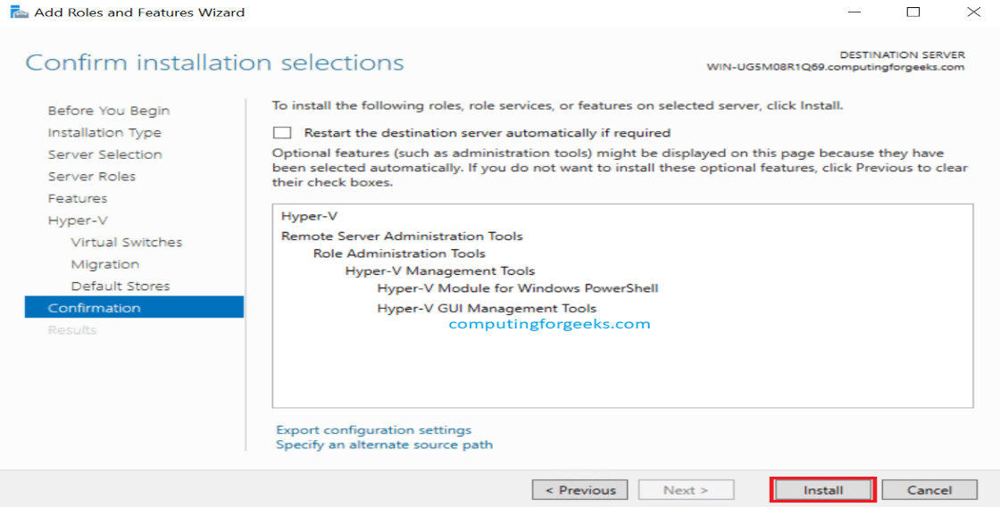 Add Roles and Features Wizard
Confirm installation selections
DESTINATION SERVER
WIN-UG5M08R1Q69.computingforgeeks.com
Before You Begin
Installation Type
Server Selection
Server Roles
Features
Hyper-V
Virtual Switches
Migration
Default Stores
Confirmation
Results
To install the following roles, role services, or features on selected server, click Install.
Restart the destination server automatically if required
Optional features (such as administration tools) might be displayed on this page because they have
been selected automatically. If you do not want to install these optional features, click Previous to clear
their check boxes.
Hyper-V
Remote Server Administration Tools
Role Administration Tools
Hyper-V Management Tools
Hyper-V Module for Windows PowerShell
Hyper-V GUI Management Tools
computingforgeeks.com
Export configuration settings
Specify an alternate source path
< Previous
Next >
Install
Cancel